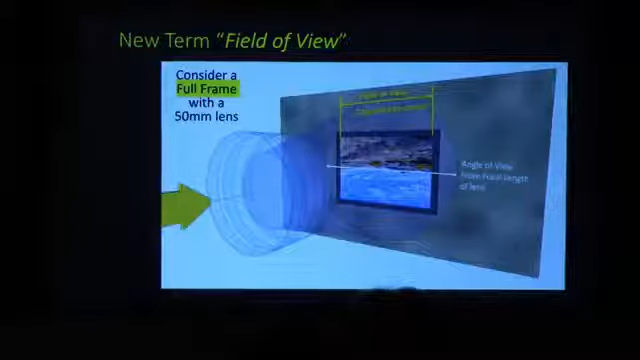 New Term “Field of View”
Consider a
Full Frame
with a
50mm lens
Angle of View
From Focal Length
of lens